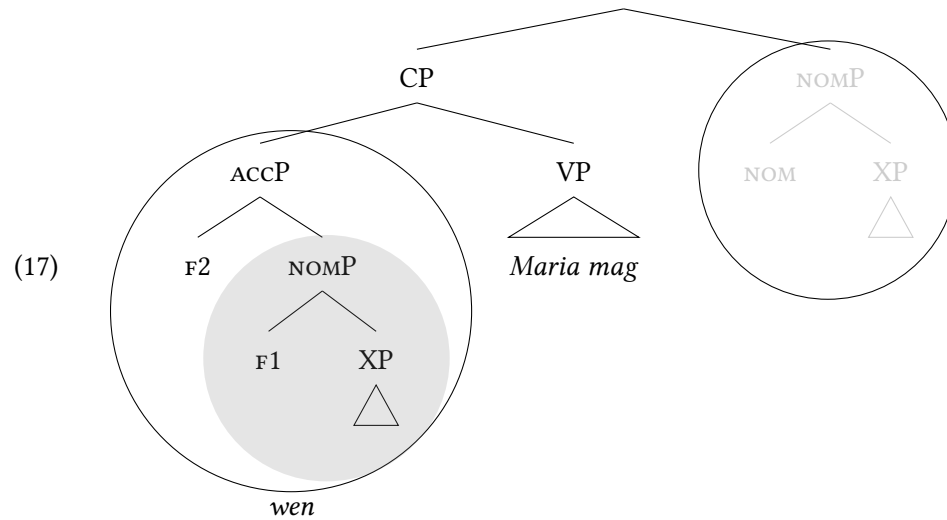 CP
NOMP
ACCP VP
NOM XP
(17) F2 NOMP Maria mag
F1 XP
wen